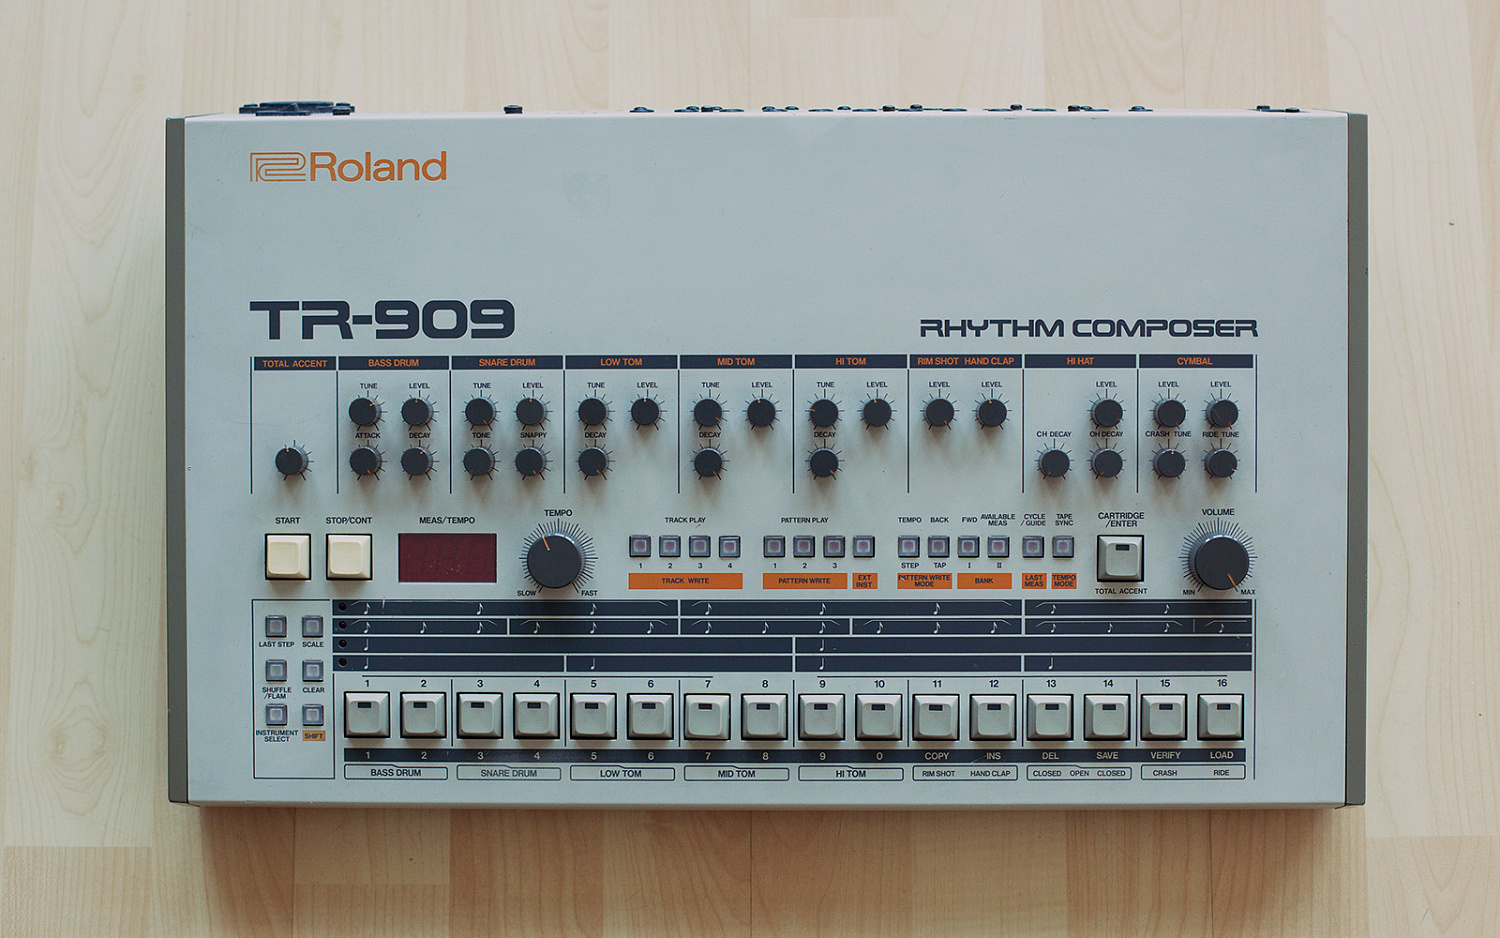 Roland
TR-909
RHYTHM COMPOSER
TOTAL ACCENT BASS DRUM SNARE DRUM LOW TOM MID TOM HI TOM RIM SHOT HAND CLAP HI HAT CYMBAL
TUNE LEVEL TUNE LEVEL TUNE LEVEL TUNE LEVEL TUNE LEVEL LEVEL LEVEL LEVEL LEVEL LEVEL
ATTACK DECAY TONE SNAPPY DECAY DECAY DECAY CH DECAY OH DECAY CRASH TUNE RIDE TUNE
START STOP/CONT MEAS/TEMPO TEMPO TRACK PLAY PATTERN PLAY TEMPO BACK FWD AVAILABLE MEAS CYCLE /GUIDE TAPE SYNC CARTRIDGE /ENTER VOLUME
1 2 3 4 1 2 3 STEP TAP I II
SLOW FAST TRACK WRITE PATTERN WRITE EXT INST PATTERN WRITE MODE BANK LAST MEAS TEMPO MODE TOTAL ACCENT MIN MAX
LAST STEP SCALE
SHUFFLE /FLAM CLEAR
INSTRUMENT SELECT SHIFT
1 2 3 4 5 6 7 8 9 10 11 12 13 14 15 16
1 2 3 4 5 6 7 8 9 0 COPY INS DEL SAVE VERIFY LOAD
BASS DRUM SNARE DRUM LOW TOM MID TOM HI TOM RIM SHOT HAND CLAP CLOSED OPEN CLOSED CRASH RIDE